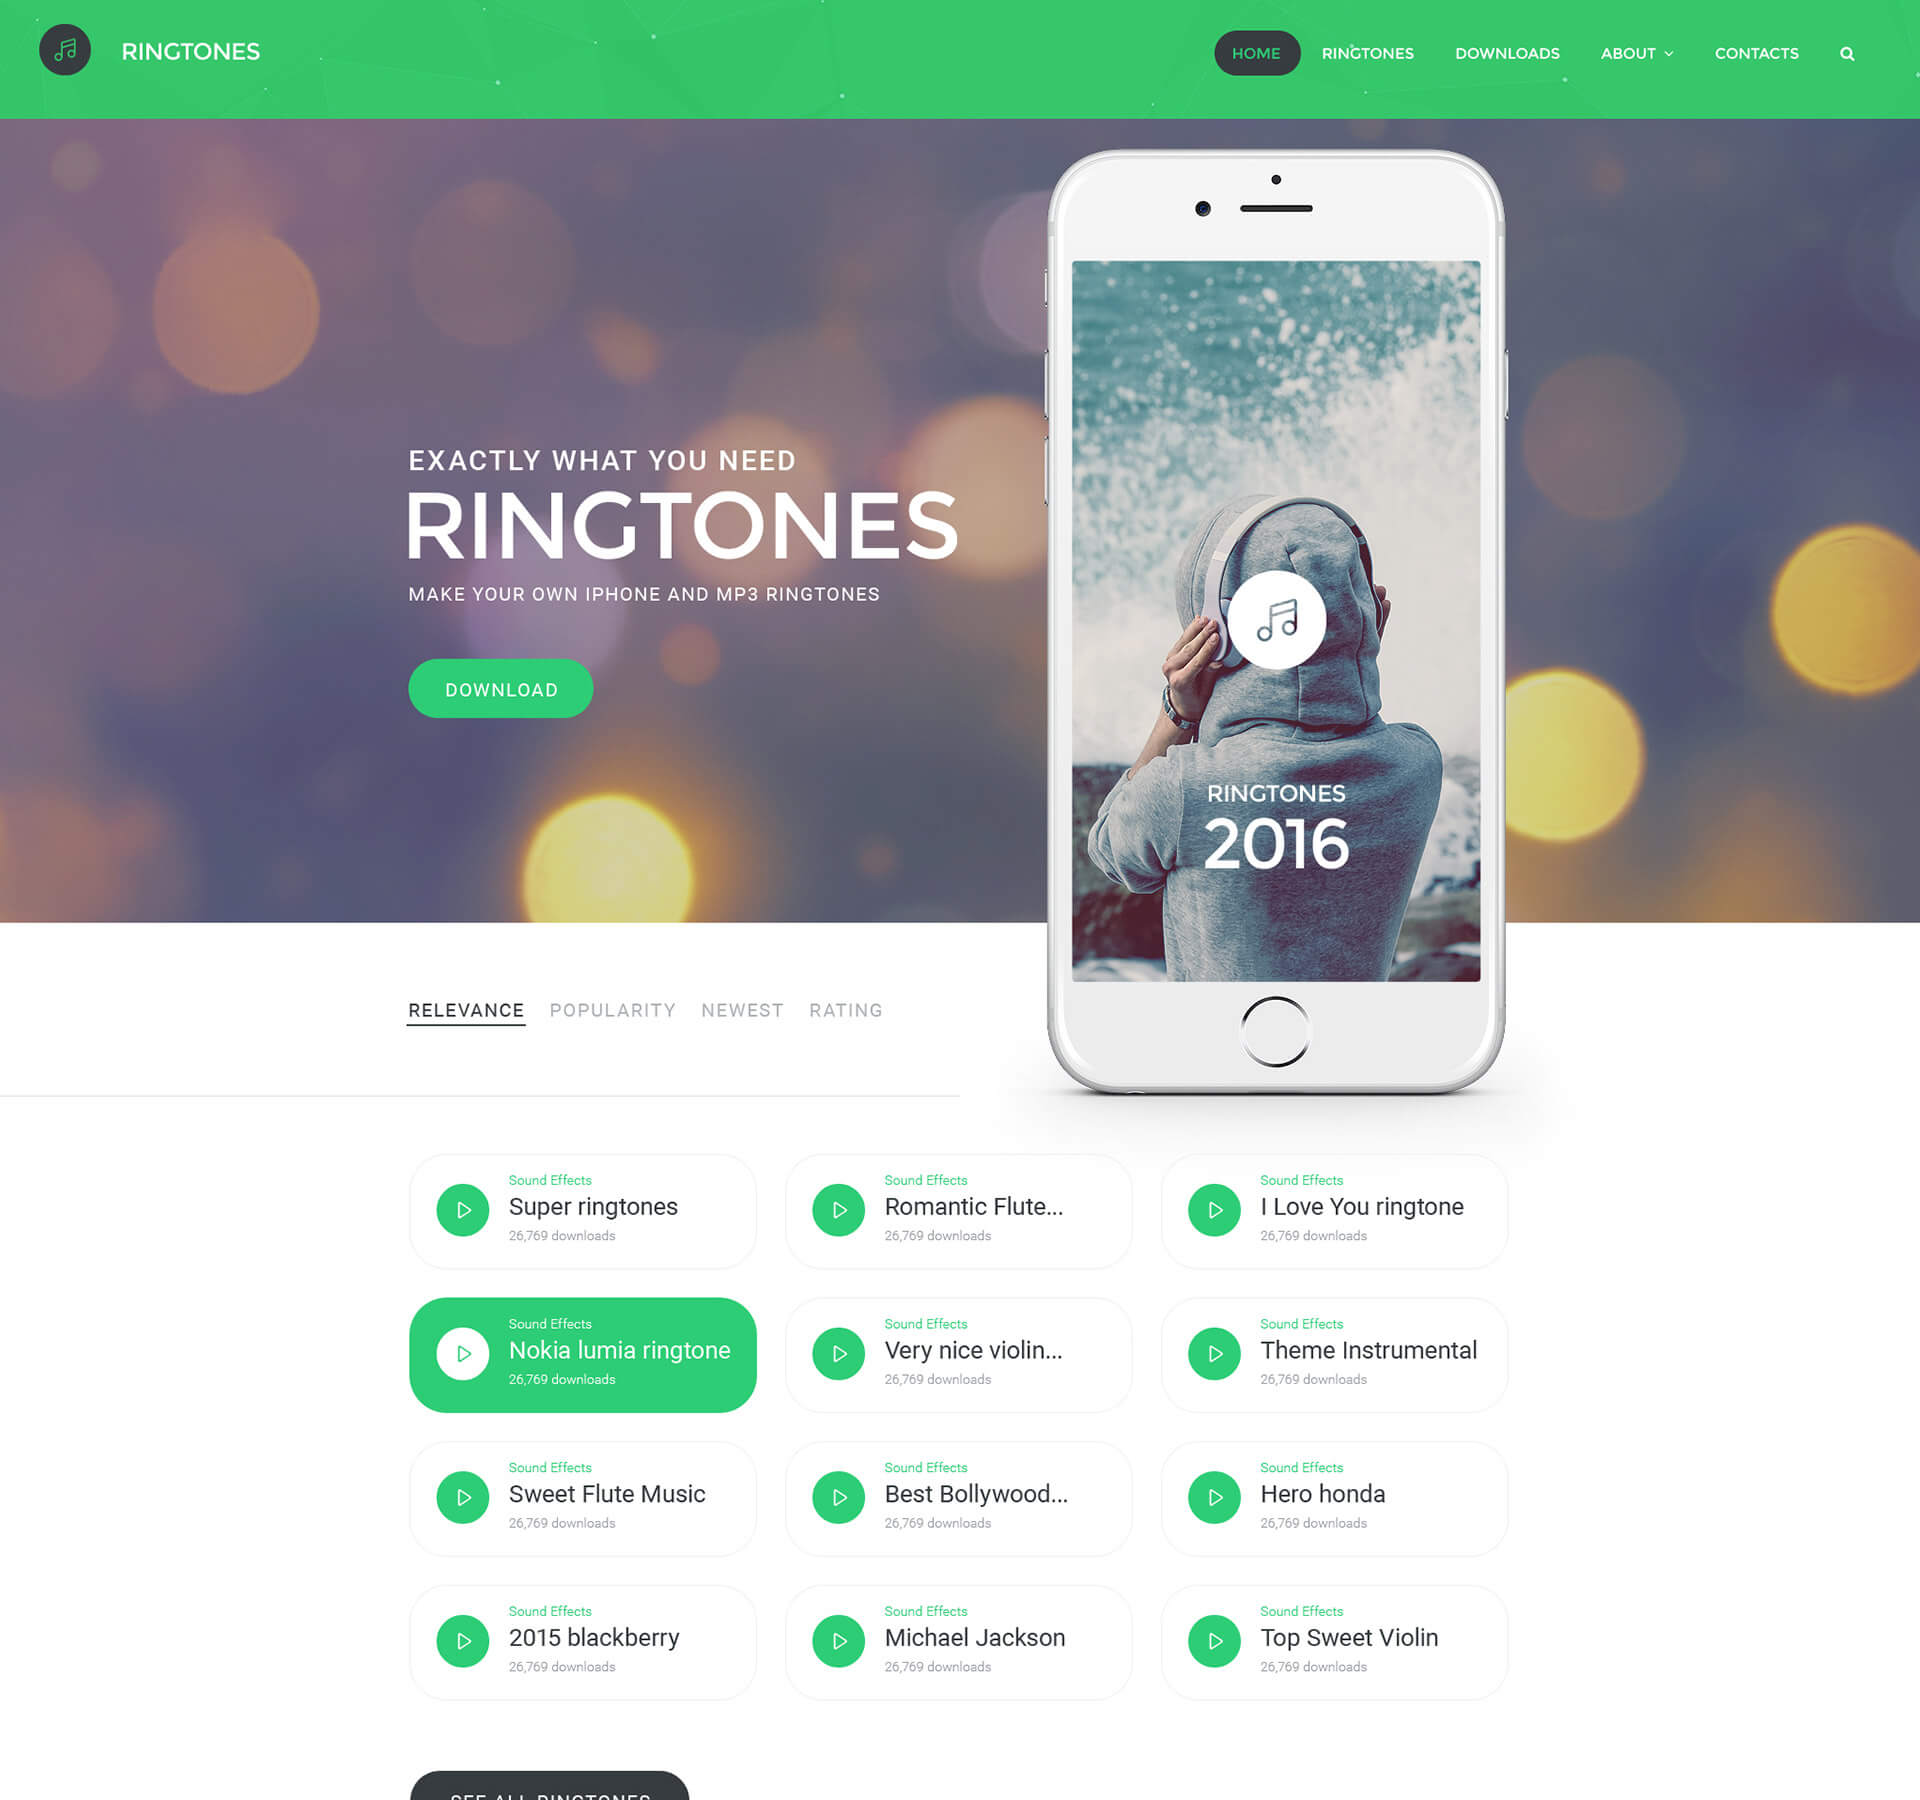 RINGTONES
HOME RINGTONES DOWNLOADS ABOUT CONTACTS
EXACTLY WHAT YOU NEED
RINGTONES
MAKE YOUR OWN IPHONE AND MP3 RINGTONES
DOWNLOAD
RINGTONES
2016
RELEVANCE POPULARITY NEWEST RATING
Sound Effects
Super ringtones
26,769 downloads
Sound Effects
Romantic Flute...
26,769 downloads
Sound Effects
I Love You ringtone
26,769 downloads
Sound Effects
Nokia lumia ringtone
26,769 downloads
Sound Effects
Very nice violin...
26,769 downloads
Sound Effects
Theme Instrumental
26,769 downloads
Sound Effects
Sweet Flute Music
26,769 downloads
Sound Effects
Best Bollywood...
26,769 downloads
Sound Effects
Hero honda
26,769 downloads
Sound Effects
2015 blackberry
26,769 downloads
Sound Effects
Michael Jackson
26,769 downloads
Sound Effects
Top Sweet Violin
26,769 downloads
SEE ALL RINGTONES